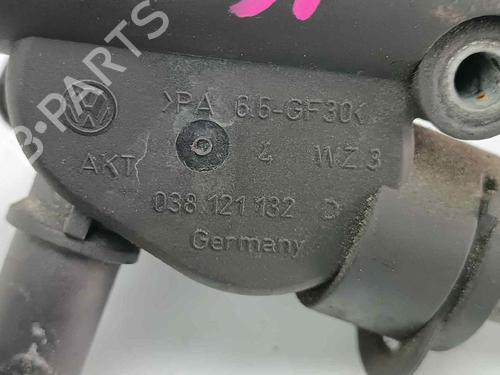 B-PARTS
>PA 6.6-GF30<
AKT 4 WZ 3
038 121 132 D
Germany